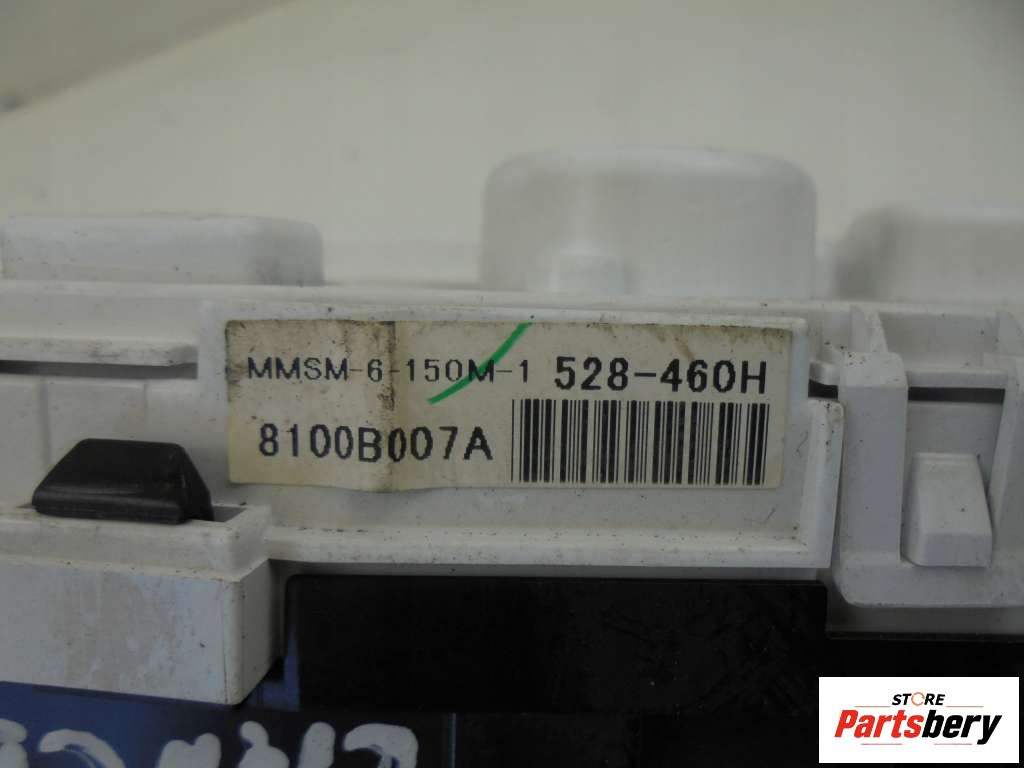 MMSM-6-150M-1 528-460H
8100B007A
STORE
Partsbery